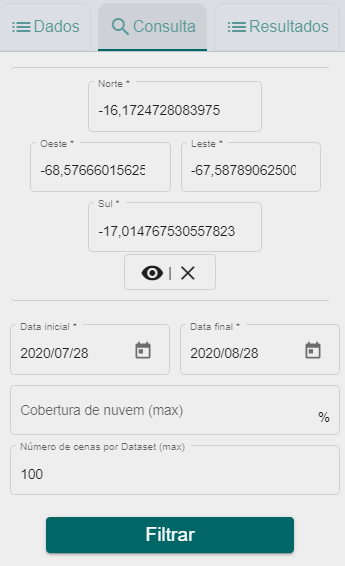 Dados Consulta Resultados
Norte *
-16,1724728083975
Oeste * Leste *
-68,57666015625 -67,58789062500
Sul *
-17,014767530557823
|
Data inicial * Data final *
2020/07/28 2020/08/28
Cobertura de nuvem (max) %
Número de cenas por Dataset (max)
100
Filtrar